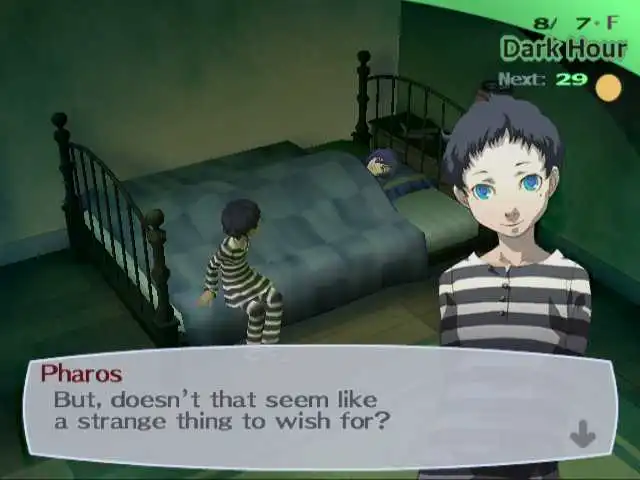 8/ 7・F
Dark Hour
Next: 29
Pharos
But, doesn't that seem like
a strange thing to wish for?